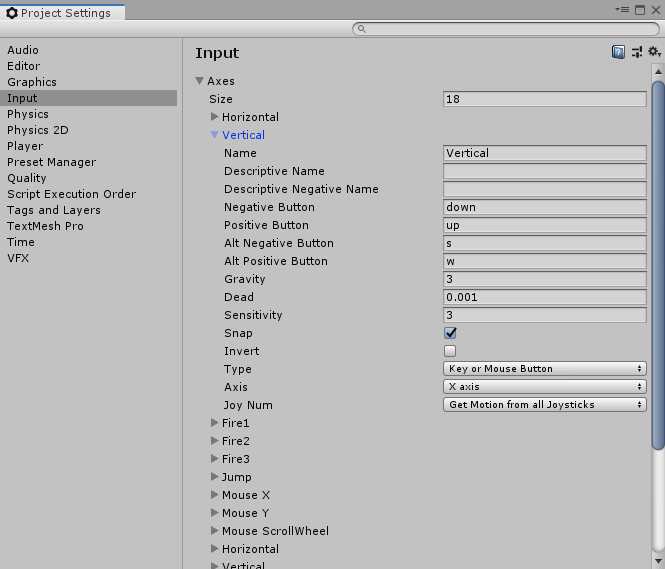 Project Settings
Audio
Editor
Graphics
Input
Physics
Physics 2D
Player
Preset Manager
Quality
Script Execution Order
Tags and Layers
TextMesh Pro
Time
VFX
Input
Axes
Size 18
Horizontal
Vertical
Name Vertical
Descriptive Name
Descriptive Negative Name
Negative Button down
Positive Button up
Alt Negative Button s
Alt Positive Button w
Gravity 3
Dead 0.001
Sensitivity 3
Snap
Invert
Type Key or Mouse Button
Axis X axis
Joy Num Get Motion from all Joysticks
Fire1
Fire2
Fire3
Jump
Mouse X
Mouse Y
Mouse ScrollWheel
Horizontal
Vertical